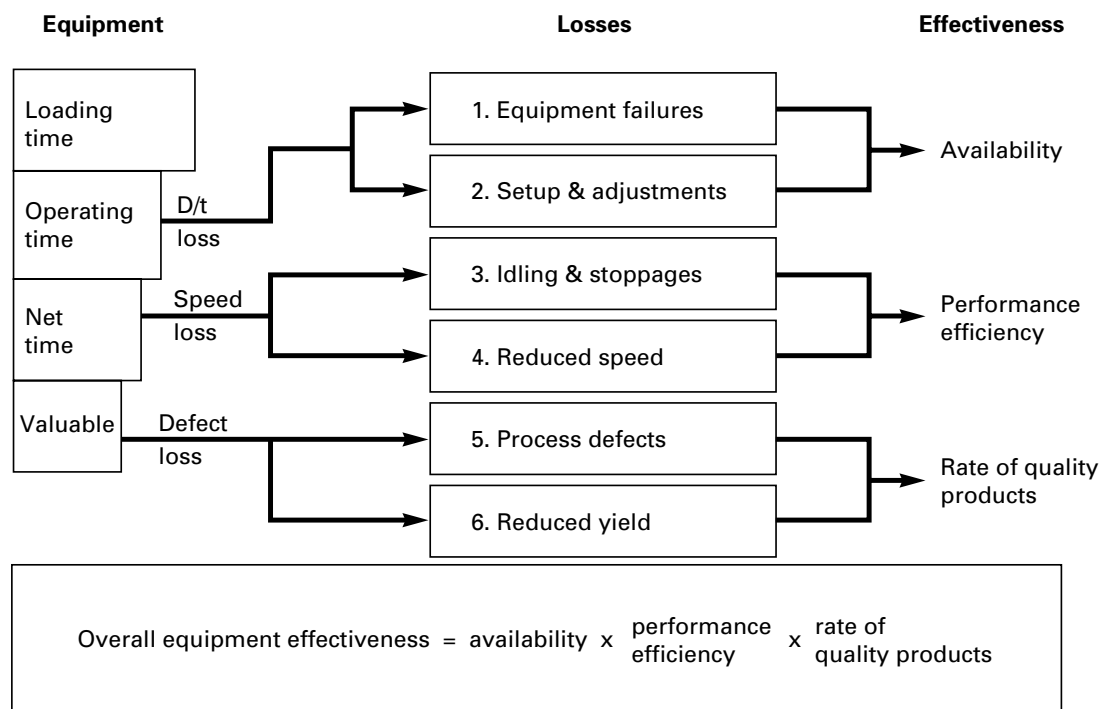 Equipment
Losses
Effectiveness
Loading
time
Operating
time
Net
time
Valuable
D/t
loss
Speed
loss
Defect
loss
1. Equipment failures
2. Setup & adjustments
3. Idling & stoppages
4. Reduced speed
5. Process defects
6. Reduced yield
Availability
Performance
efficiency
Rate of quality
products
Overall equipment effectiveness = availability x performance efficiency x rate of quality products